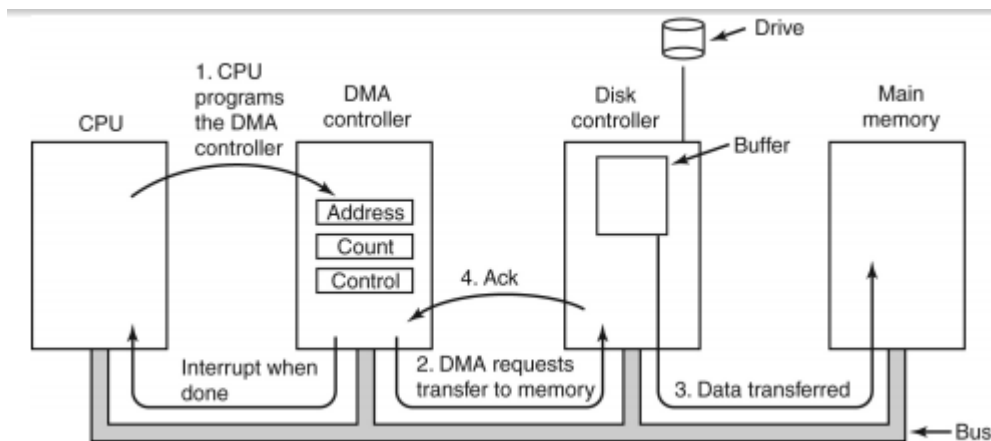 Drive
1. CPU
programs
the DMA
controller
CPU
DMA
controller
Disk
controller
Main
memory
Buffer
Address
Count
Control
4. Ack
Interrupt when
done
2. DMA requests
transfer to memory
3. Data transferred
Bus